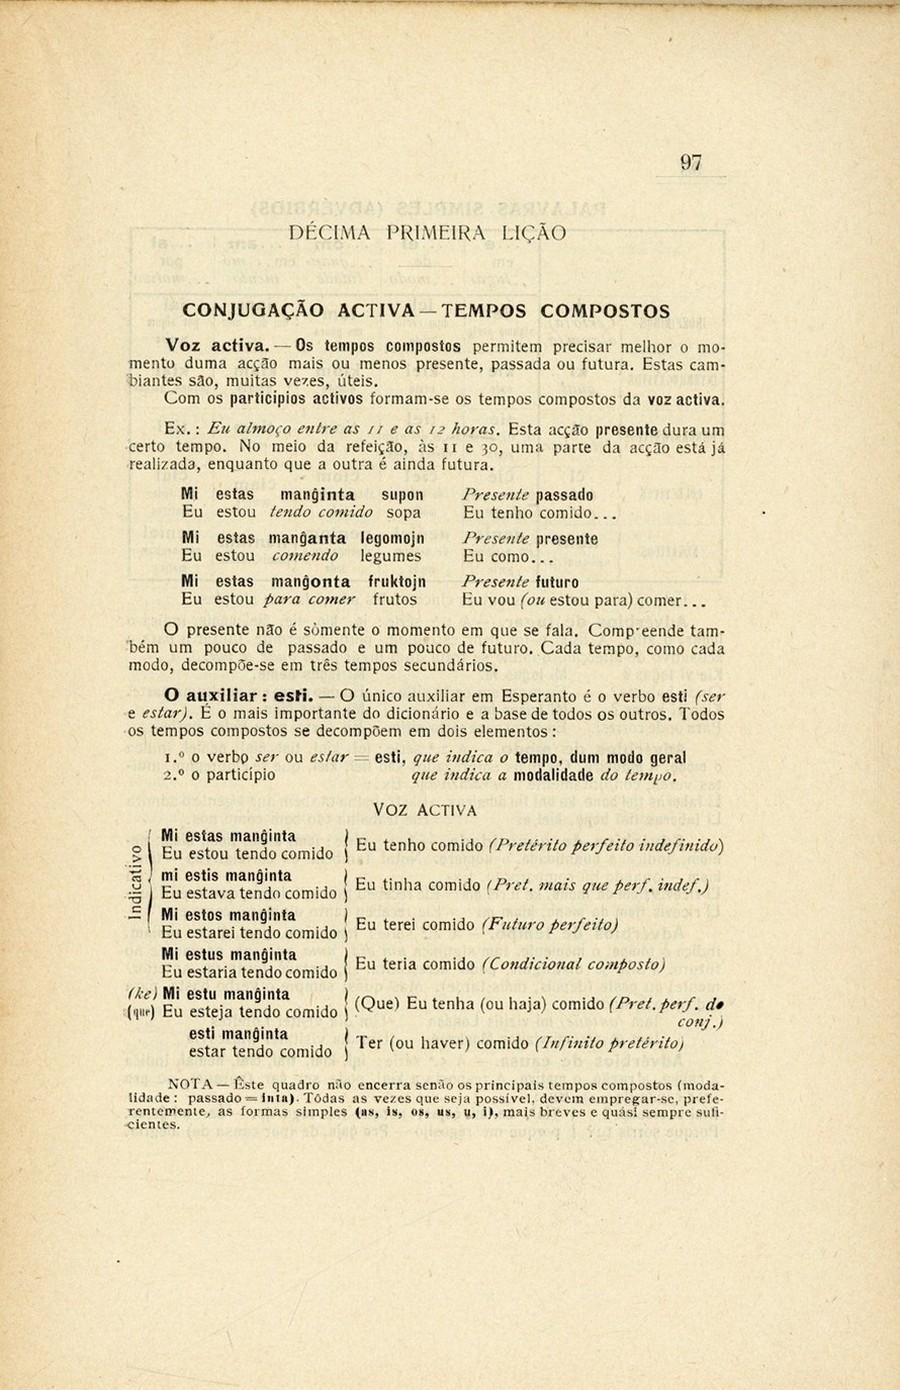 97
DÉCIMA PRIMEIRA LIÇÃO
CONJUGAÇÃO ACTIVA — TEMPOS COMPOSTOS
Voz activa. — Os tempos compostos permitem precisar melhor o mo-
mento duma acção mais ou menos presente, passada ou futura. Estas cam-
biantes são, muitas vezes, úteis.
Com os participios activos formam-se os tempos compostos da voz activa.
Ex. : Eu almoço entre as 11 e as 12 horas. Esta acção presente dura um
certo tempo. No meio da refeição, às 11 e 30, uma parte da acção está já
realizada, enquanto que a outra é ainda futura.
Mi estas manĝinta supon Presente passado
Eu estou tendo comido sopa Eu tenho comido...
Mi estas manĝanta legomojn Presente presente
Eu estou comendo legumes Eu como...
Mi estas manĝonta fruktojn Presente futuro
Eu estou para comer frutos Eu vou (ou estou para) comer...
O presente não é sòmente o momento em que se fala. Compreende tam-
bém um pouco de passado e um pouco de futuro. Cada tempo, como cada
modo, decompõe-se em três tempos secundários.
O auxiliar : esti. — O único auxiliar em Esperanto é o verbo esti (ser
e estar). É o mais importante do dicionário e a base de todos os outros. Todos
os tempos compostos se decompõem em dois elementos :
1.º o verbo ser ou estar = esti, que indica o tempo, dum modo geral
2.º o particípio que indica a modalidade do tempo.
VOZ ACTIVA
Indicativo
Mi estas manĝinta
Eu estou tendo comido } Eu tenho comido (Pretérito perfeito indefinido)
mi estis manĝinta
Eu estava tendo comido } Eu tinha comido (Pret. mais que perf. indef.)
Mi estos manĝinta
Eu estarei tendo comido } Eu terei comido (Futuro perfeito)
Mi estus manĝinta
Eu estaria tendo comido } Eu teria comido (Condicional composto)
(ke) Mi estu manĝinta
(que) Eu esteja tendo comido } (Que) Eu tenha (ou haja) comido (Pret. perf. do
conj.)
esti manĝinta
estar tendo comido } Ter (ou haver) comido (Infinito pretérito)
NOTA — Êste quadro não encerra senão os principais tempos compostos (moda-
lidade : passado = inta). Tôdas as vezes que seja possível, devem empregar-se, prefe-
rentemente, as formas simples (as, is, os, us, u, i), mais breves e quási sempre sufi-
cientes.